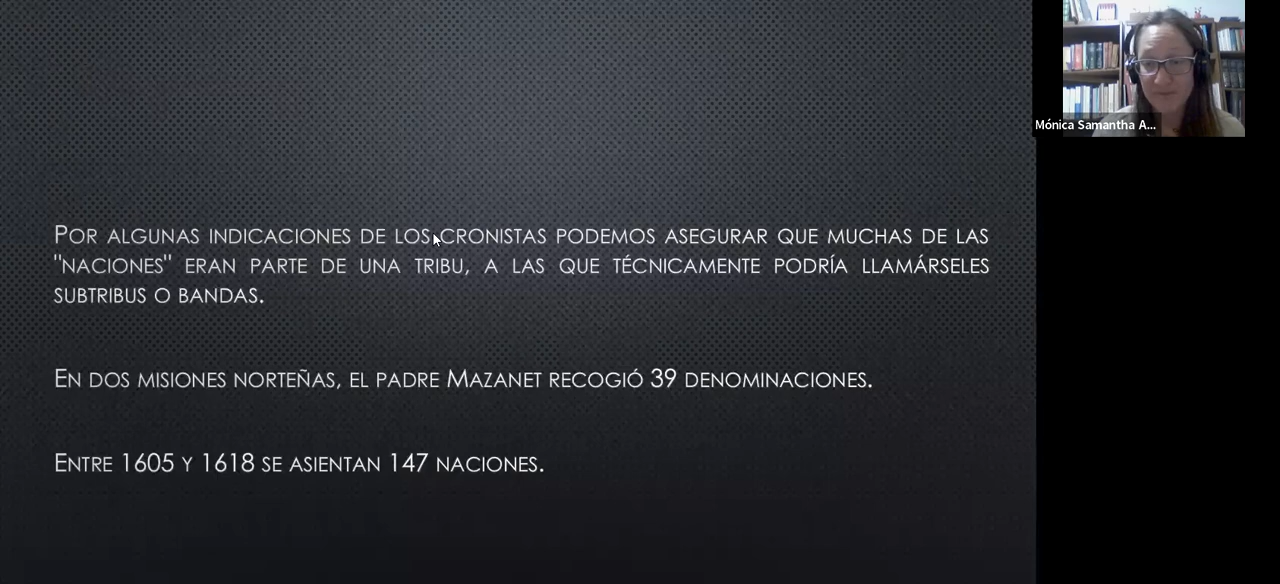 Mónica Samantha A...
POR ALGUNAS INDICACIONES DE LOS CRONISTAS PODEMOS ASEGURAR QUE MUCHAS DE LAS
"NACIONES" ERAN PARTE DE UNA TRIBU, A LAS QUE TÉCNICAMENTE PODRÍA LLAMÁRSELES
SUBTRIBUS O BANDAS.
EN DOS MISIONES NORTEÑAS, EL PADRE MAZANET RECOGIÓ 39 DENOMINACIONES.
ENTRE 1605 Y 1618 SE ASIENTAN 147 NACIONES.